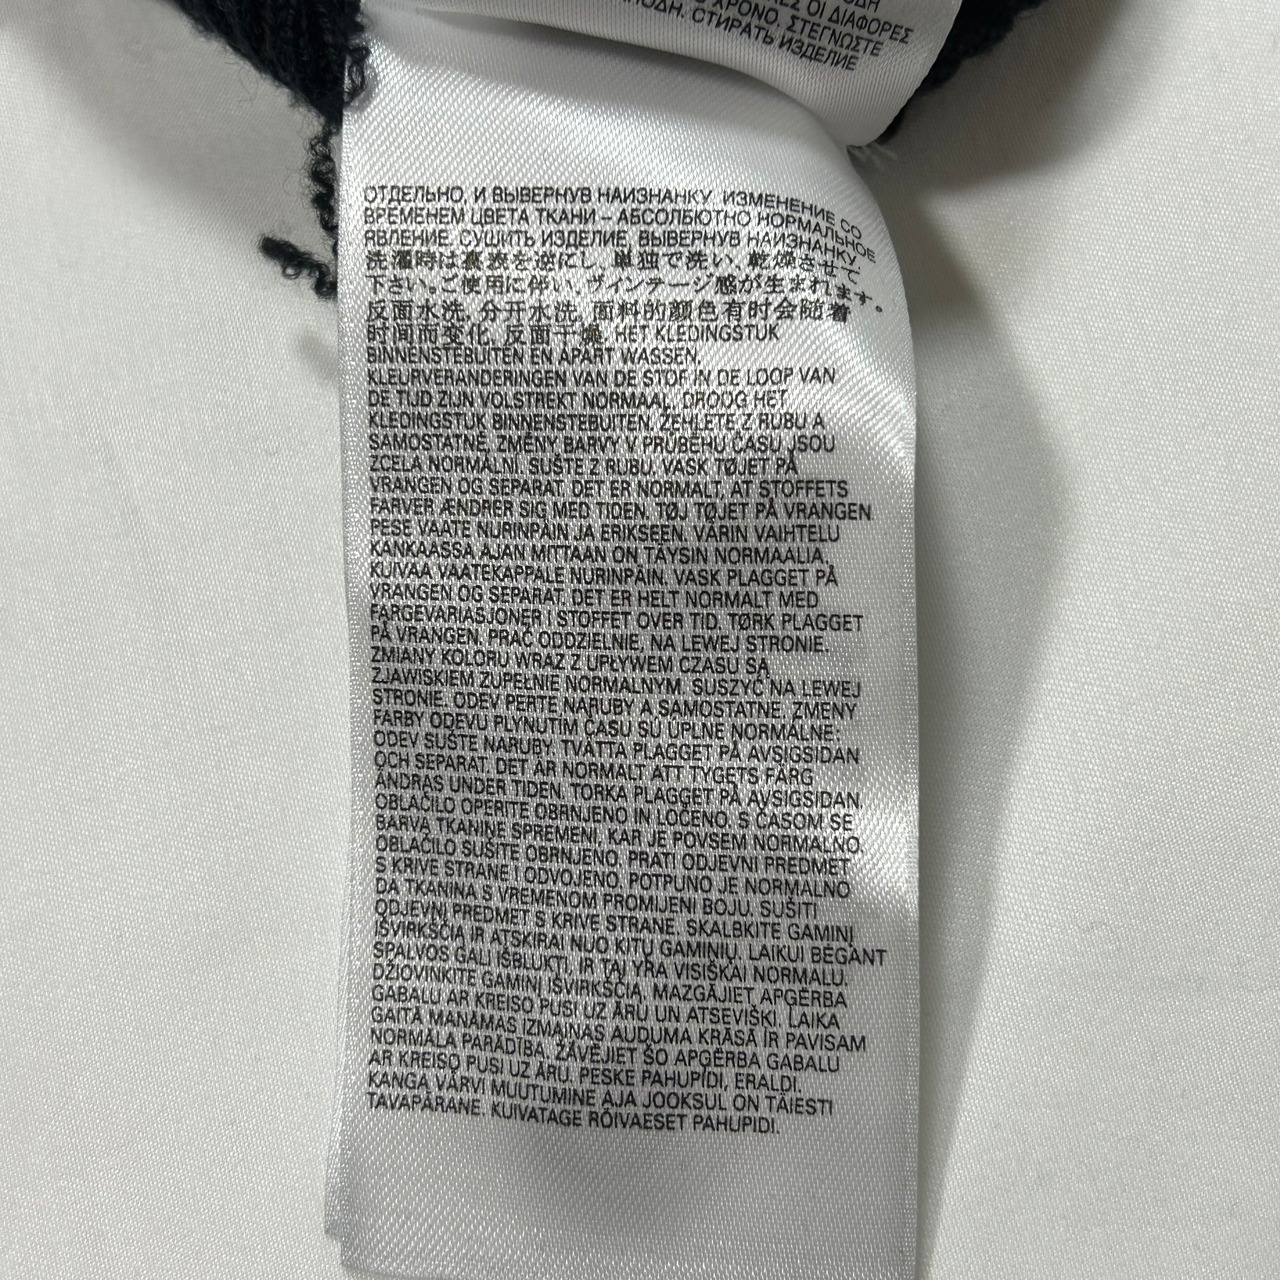 ΟΙ ΔΙΑΦΟΡΕΣ
ΧΡΟΝΟ. ΣΤΕΓΝΩΣΤΕ
СТИРАТЬ ИЗДЕЛИЕ
ОТДЕЛЬНО, И ВЫВЕРНУВ НАИЗНАНКУ. ИЗМЕНЕНИЕ СО
ВРЕМЕНЕМ ЦВЕТА ТКАНИ – АБСОЛБЮТНО НОРМАЛЬНОЕ
ЯВЛЕНИЕ. СУШИТЬ ИЗДЕЛИЕ, ВЫВЕРНУВ НАИЗНАНКУ.
洗濯時は裏表を逆にし、単独で洗い、乾燥させて
下さい。ご使用に伴い、ヴィンテージ感が生まれます。
反面水洗, 分开水洗, 面料的颜色有时会随着
时间而变化, 反面干燥. HET KLEDINGSTUK
BINNENSTEBUITEN EN APART WASSEN.
KLEURVERANDERINGEN VAN DE STOF IN DE LOOP VAN
DE TIJD ZIJN VOLSTREKT NORMAAL. DROOG HET
KLEDINGSTUK BINNENSTEBUITEN. ŽEHLETE Z RUBU A
SAMOSTATNĚ. ZMĚNY BARVY V PRŮBĚHU ČASU JSOU
ZCELA NORMÁLNÍ. SUŠTE Z RUBU. VASK TØJET PÅ
VRANGEN OG SEPARAT. DET ER NORMALT, AT STOFFETS
FARVER ÆNDRER SIG MED TIDEN. TØJ TØJET PÅ VRANGEN.
PESE VAATE NURINPÄIN JA ERIKSEEN. VÄRIN VAIHTELU
KANKAASSA AJAN MITTAAN ON TÄYSIN NORMAALIA.
KUIVAA VAATEKAPPALE NURINPÄIN. VASK PLAGGET PÅ
VRANGEN OG SEPARAT. DET ER HELT NORMALT MED
FARGEVARIASJONER I STOFFET OVER TID. TØRK PLAGGET
PÅ VRANGEN. PRAĆ ODDZIELNIE, NA LEWEJ STRONIE.
ZMIANY KOLORU WRAZ Z UPŁYWEM CZASU SĄ
ZJAWISKIEM ZUPEŁNIE NORMALNYM. SUSZYĆ NA LEWEJ
STRONIE. ODEV PERTE NARUBY A SAMOSTATNE. ZMENY
FARBY ODEVU PLYNUTIM ČASU SÚ ÚPLNE NORMÁLNE:
ODEV SUŠTE NARUBY. TVÄTTA PLAGGET PÅ AVSIGSIDAN
OCH SEPARAT. DET ÄR NORMALT ATT TYGETS FÄRG
ÄNDRAS UNDER TIDEN. TORKA PLAGGET PÅ AVSIGSIDAN.
OBLAČILO OPERITE OBRNJENO IN LOČENO. S ČASOM SE
BARVA TKANINE SPREMENI, KAR JE POVSEM NORMALNO.
OBLAČILO SUŠITE OBRNJENO. PRATI ODJEVNI PREDMET
S KRIVE STRANE I ODVOJENO. POTPUNO JE NORMALNO
DA TKANINA S VREMENOM PROMIJENI BOJU. SUŠITI
ODJEVNI PREDMET S KRIVE STRANE. SKALBKITE GAMINĮ
IŠVIRKŠČIĄ IR ATSKIRAI NUO KITŲ GAMINIŲ. LAIKUI BĖGANT
SPALVOS GALI IŠBLUKTI, IR TAI YRA VISIŠKAI NORMALU.
DŽIOVINKITE GAMINĮ IŠVIRKŠČIĄ. MAZGĀJIET APĢĒRBA
GABALU AR KREISO PUSI UZ ĀRU UN ATSEVIŠĶI. LAIKA
GAITĀ MANĀMAS IZMAIŅAS AUDUMA KRĀSĀ IR PAVISAM
NORMĀLA PARĀDĪBA. ŽĀVĒJIET ŠO APĢĒRBA GABALU
AR KREISO PUSI UZ ĀRU. PESKE PAHUPIDI, ERALDI.
KANGA VÄRVI MUUTUMINE AJA JOOKSUL ON TÄIESTI
TAVAPÄRANE. KUIVATAGE RÕIVAESET PAHUPIDI.